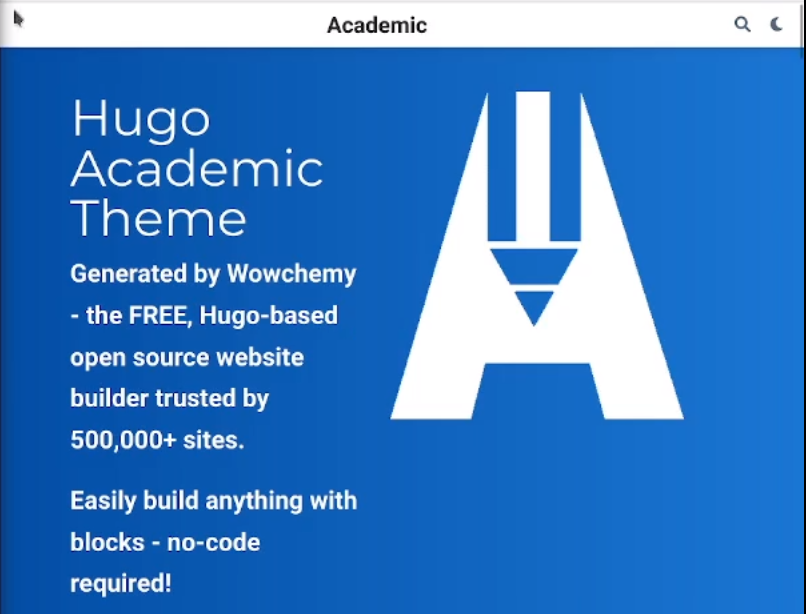 Academic
Hugo
Academic
Theme
Generated by Wowchemy
- the FREE, Hugo-based
open source website
builder trusted by
500,000+ sites.
Easily build anything with
blocks - no-code
required!